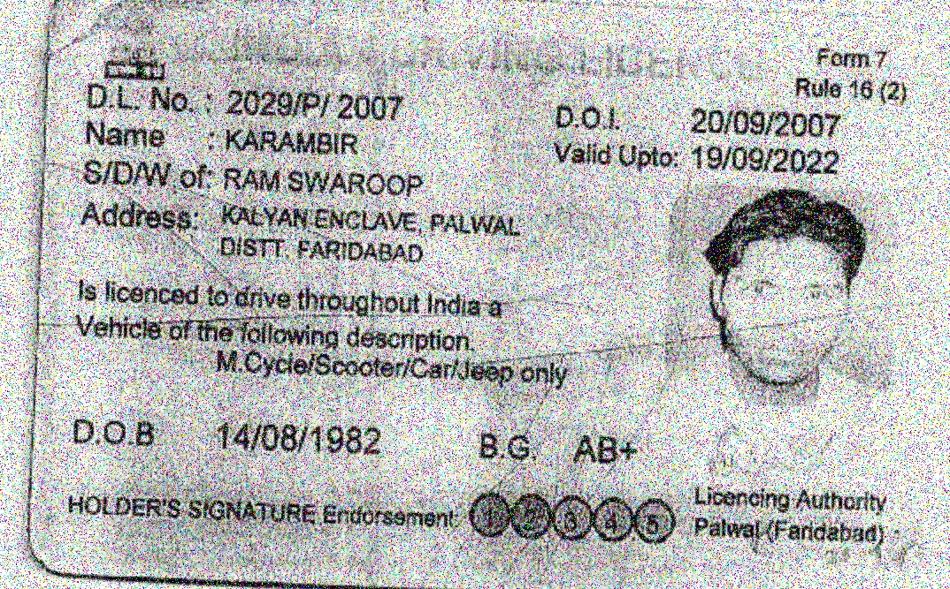 Form 7
Rule 16 (2)
D.L. No. : 2029/P/ 2007
D.O.I. 20/09/2007
Name : KARAMBIR
Valid Upto: 19/09/2022
S/D/W of: RAM SWAROOP
Address: KALYAN ENCLAVE, PALWAL
DISTT. FARIDABAD
Is licenced to drive throughout India a
Vehicle of the following description.
M.Cycle/Scooter/Car/Jeep only
D.O.B 14/08/1982 B.G. AB+
HOLDER'S SIGNATURE Endorsement: 1 2 3 4 5
Licencing Authority
Palwal (Faridabad)